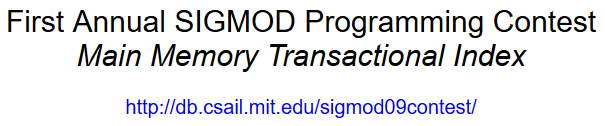 First Annual SIGMOD Programming Contest
Main Memory Transactional Index
http://db.csail.mit.edu/sigmod09contest/